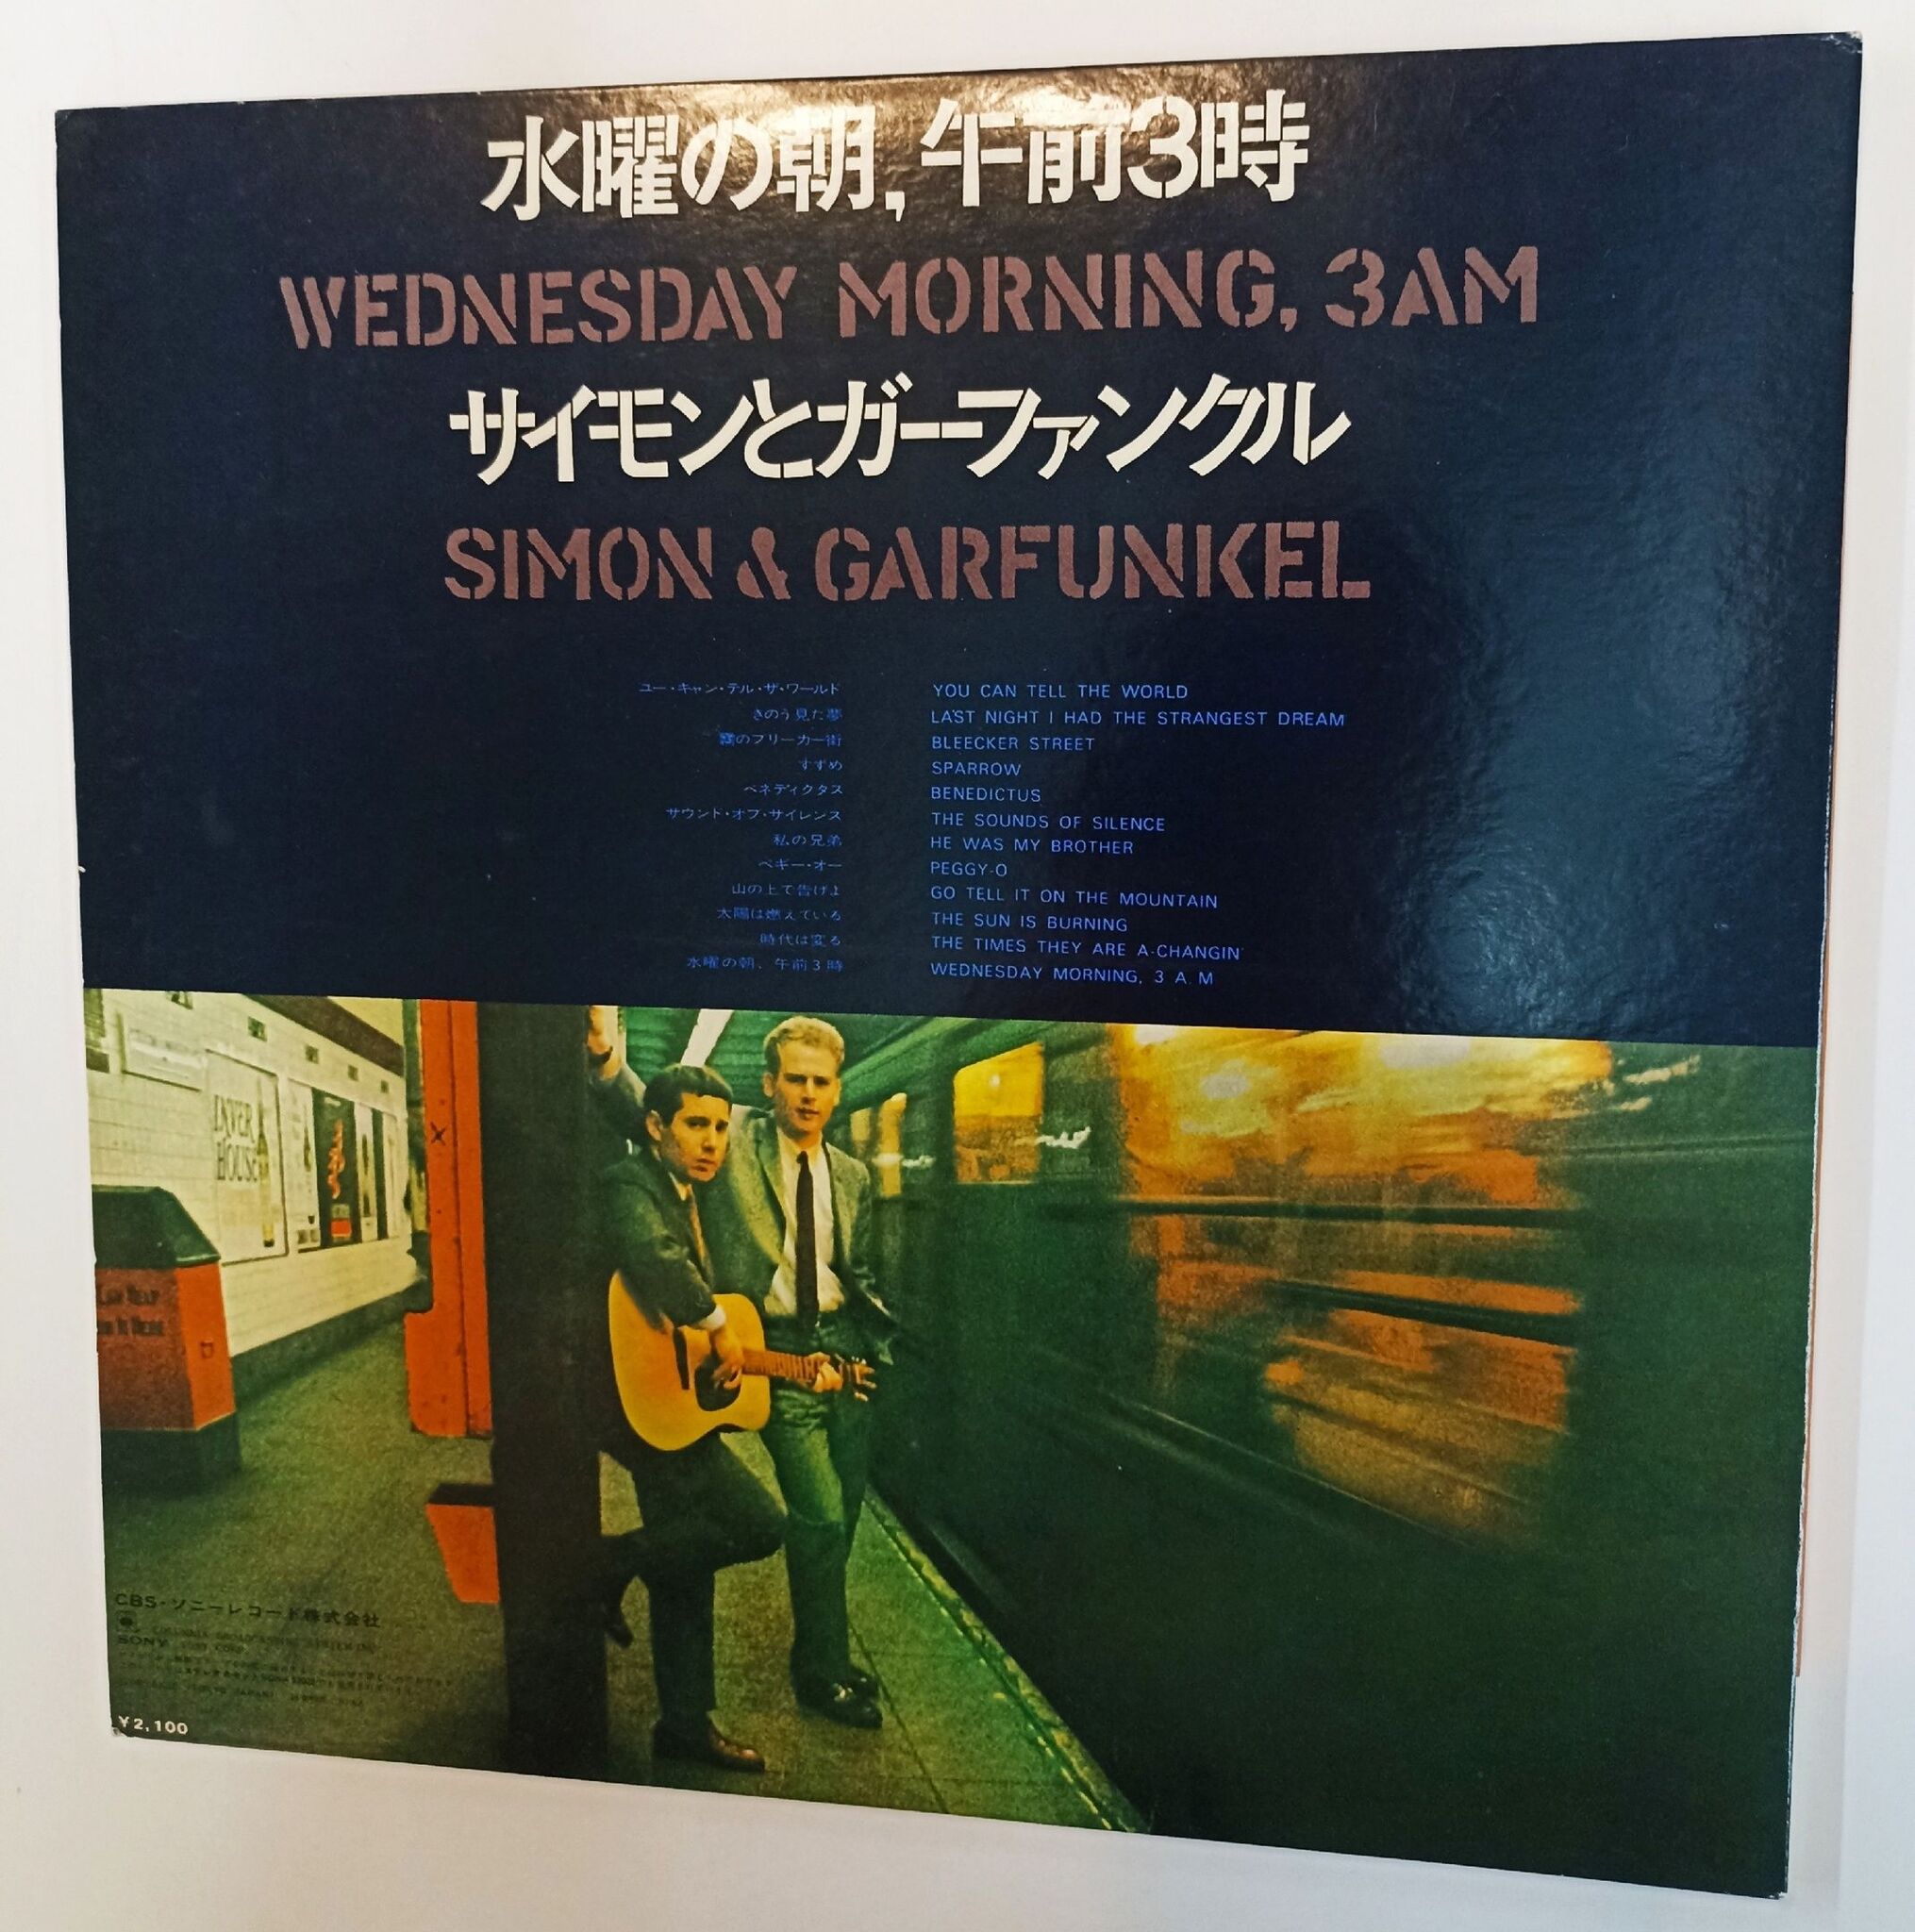 水曜の朝,午前3時
WEDNESDAY MORNING, 3AM
サイモンとガーファンクル
SIMON & GARFUNKEL
ユー・キャン・テル・ザ・ワールド YOU CAN TELL THE WORLD
きのう見た夢 LAST NIGHT I HAD THE STRANGEST DREAM
霧のブリーカー街 BLEECKER STREET
すずめ SPARROW
ベネディクタス BENEDICTUS
サウンド・オブ・サイレンス THE SOUNDS OF SILENCE
私の兄弟 HE WAS MY BROTHER
ペギー・オー PEGGY-O
山の上で告げよ GO TELL IT ON THE MOUNTAIN
太陽は燃えている THE SUN IS BURNING
時代は変る THE TIMES THEY ARE A-CHANGIN'
水曜の朝、午前3時 WEDNESDAY MORNING, 3 A.M
INVER
HOUSE
CBS・ソニーレコード株式会社
SONY
¥2,100